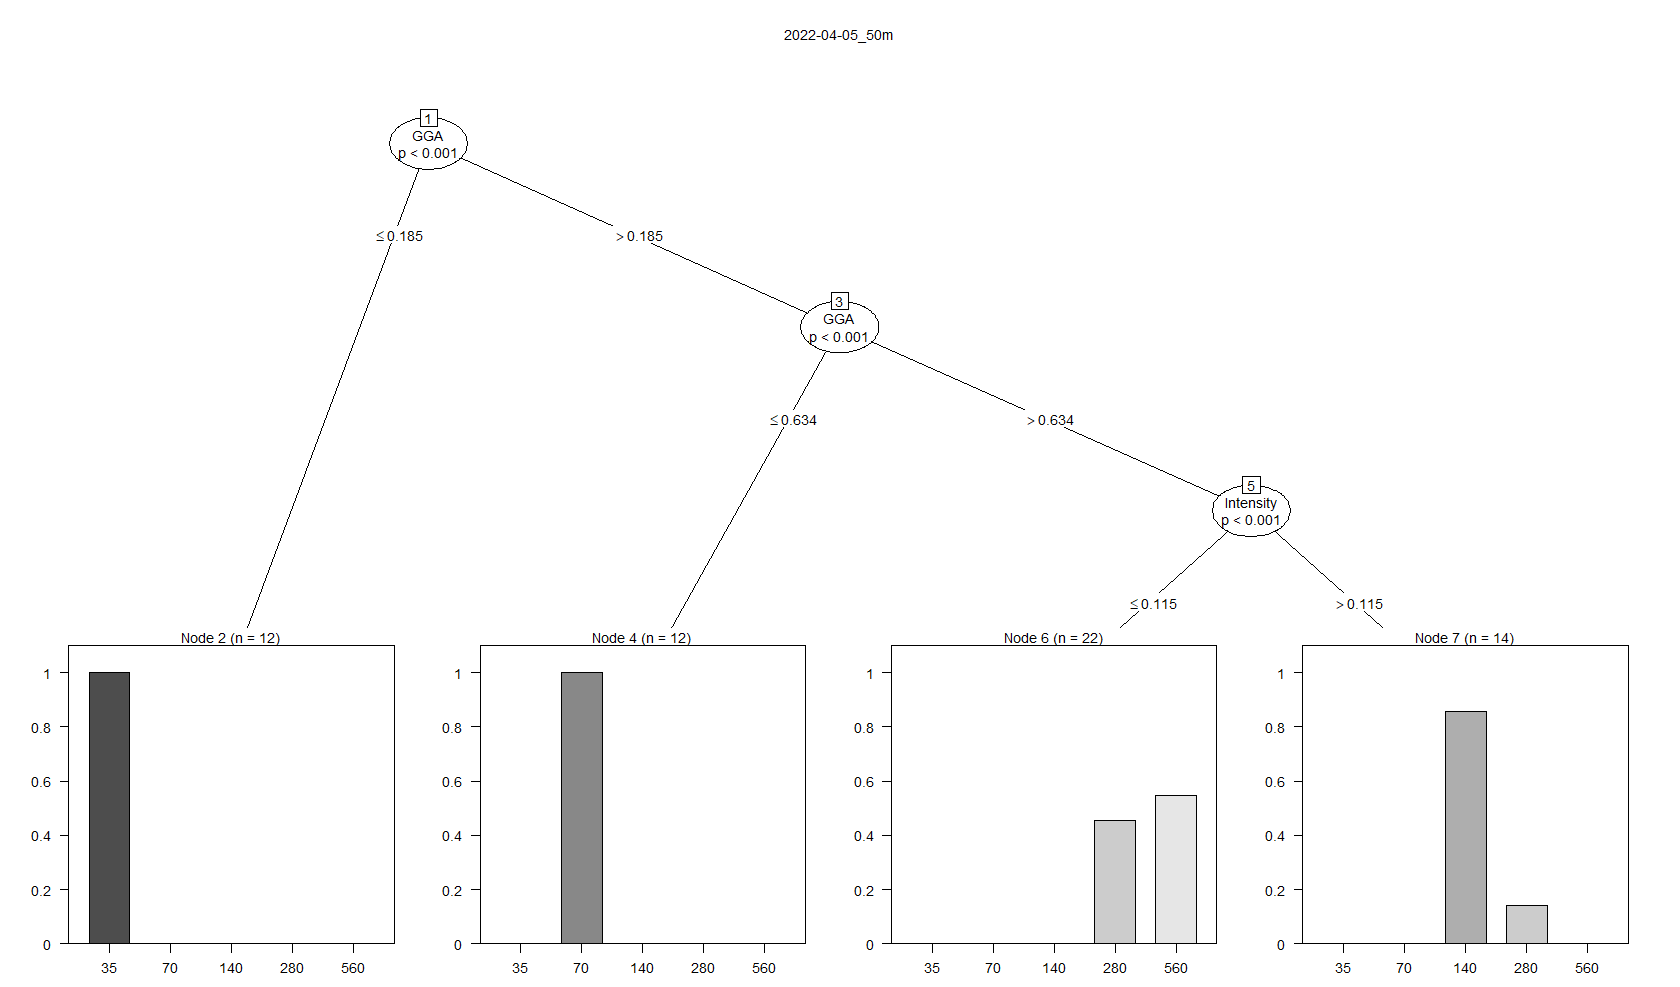 2022-04-05_50m
1
GGA
p < 0.001
≤ 0.185
> 0.185
3
GGA
p < 0.001
≤ 0.634
> 0.634
5
Intensity
p < 0.001
≤ 0.115
> 0.115
Node 2 (n = 12)
1
0.8
0.6
0.4
0.2
0
35 70 140 280 560
Node 4 (n = 12)
1
0.8
0.6
0.4
0.2
0
35 70 140 280 560
Node 6 (n = 22)
1
0.8
0.6
0.4
0.2
0
35 70 140 280 560
Node 7 (n = 14)
1
0.8
0.6
0.4
0.2
0
35 70 140 280 560